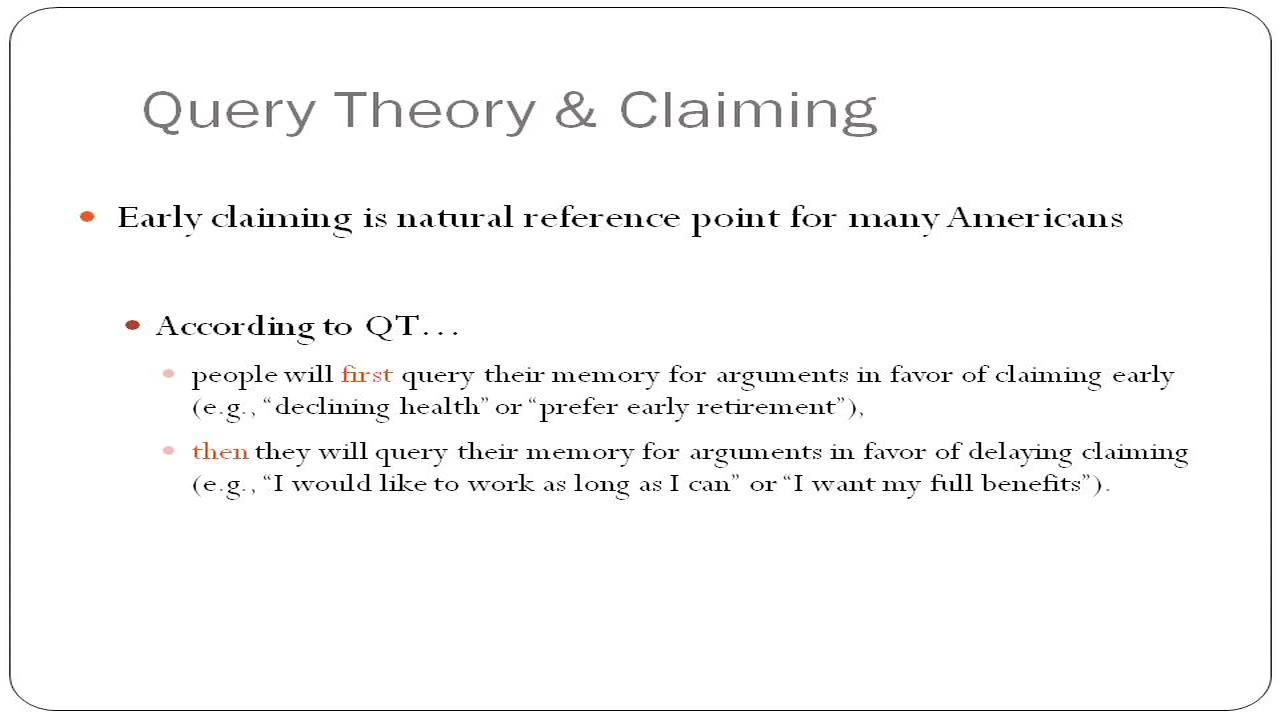 Query Theory & Claiming
Early claiming is natural reference point for many Americans
According to QT…
people will first query their memory for arguments in favor of claiming early
(e.g., “declining health” or “prefer early retirement”),
then they will query their memory for arguments in favor of delaying claiming
(e.g., “I would like to work as long as I can” or “I want my full benefits”).